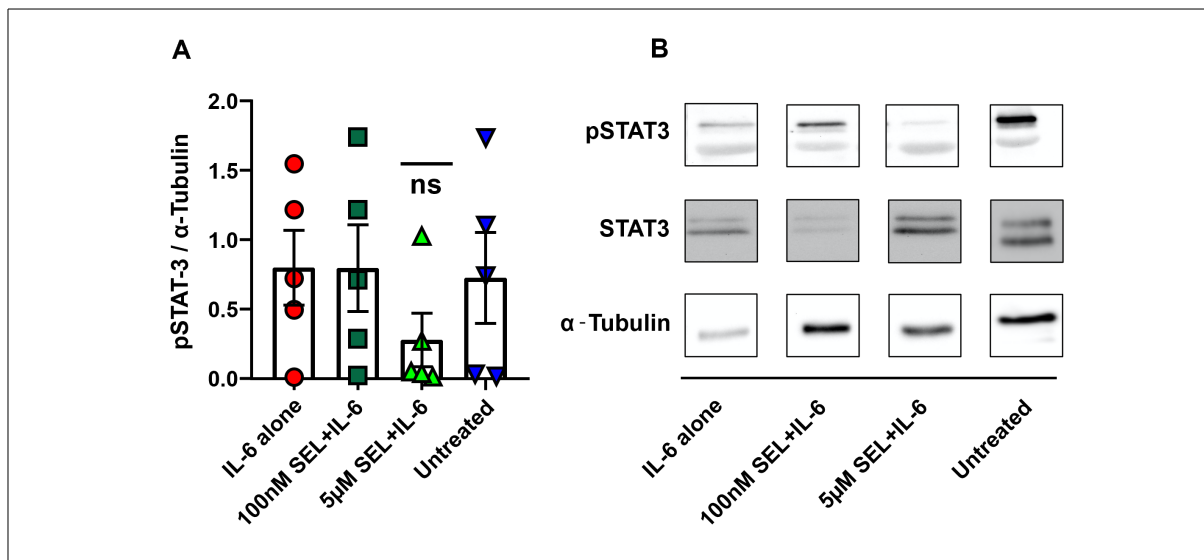 A
B
2.0
1.5
1.0
0.5
0.0
pSTAT-3 / α-Tubulin
ns
IL-6 alone
100nM SEL+IL-6
5μM SEL+IL-6
Untreated
pSTAT3
STAT3
α-Tubulin
IL-6 alone
100nM SEL+IL-6
5μM SEL+IL-6
Untreated